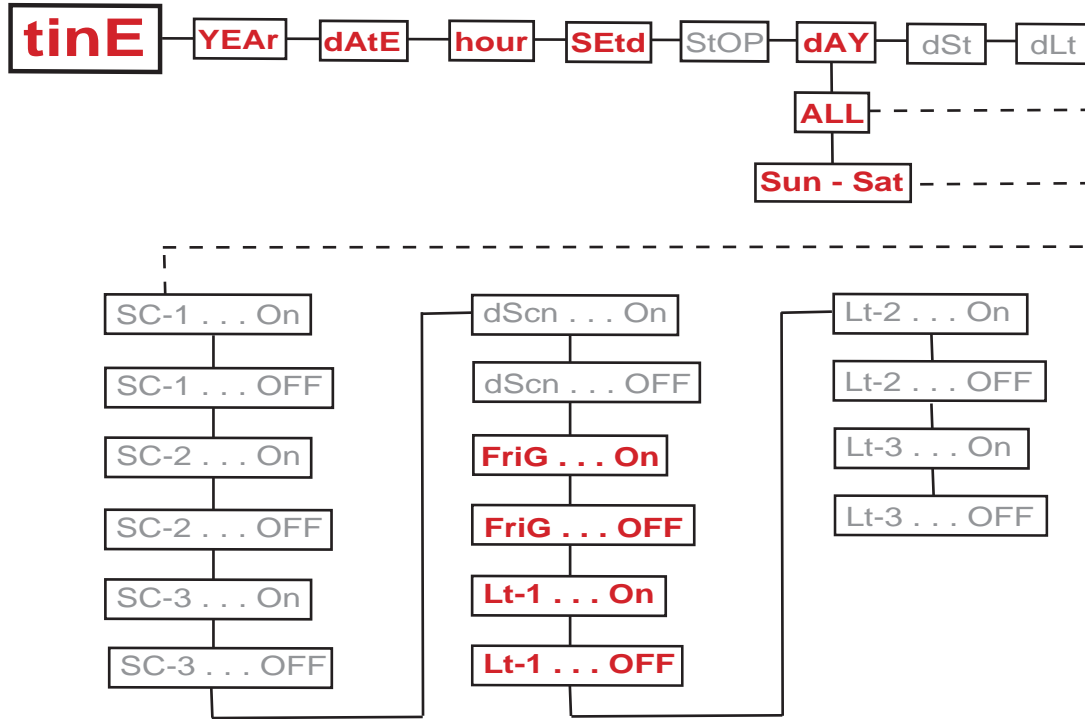 tinE YEAr dAtE hour SEtd StOP dAY dSt dLt
ALL
Sun - Sat
SC-1 . . . On
SC-1 . . . OFF
SC-2 . . . On
SC-2 . . . OFF
SC-3 . . . On
SC-3 . . . OFF
dScn . . . On
dScn . . . OFF
FriG . . . On
FriG . . . OFF
Lt-1 . . . On
Lt-1 . . . OFF
Lt-2 . . . On
Lt-2 . . . OFF
Lt-3 . . . On
Lt-3 . . . OFF